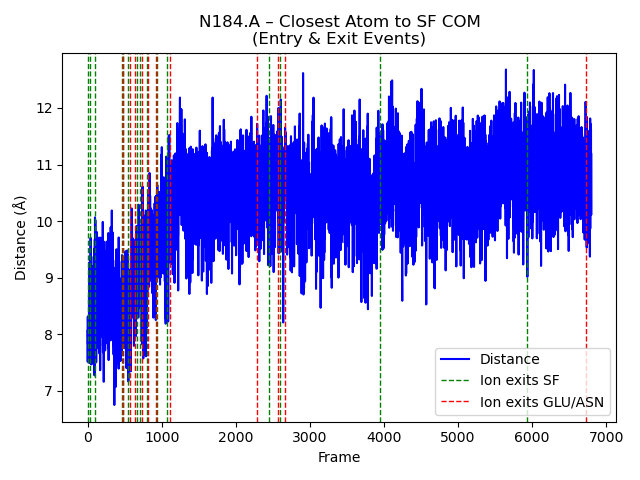 N184.A – Closest Atom to SF COM
(Entry & Exit Events)
Distance (Å)
12
11
10
9
8
7
Distance
Ion exits SF
Ion exits GLU/ASN
0 1000 2000 3000 4000 5000 6000 7000
Frame